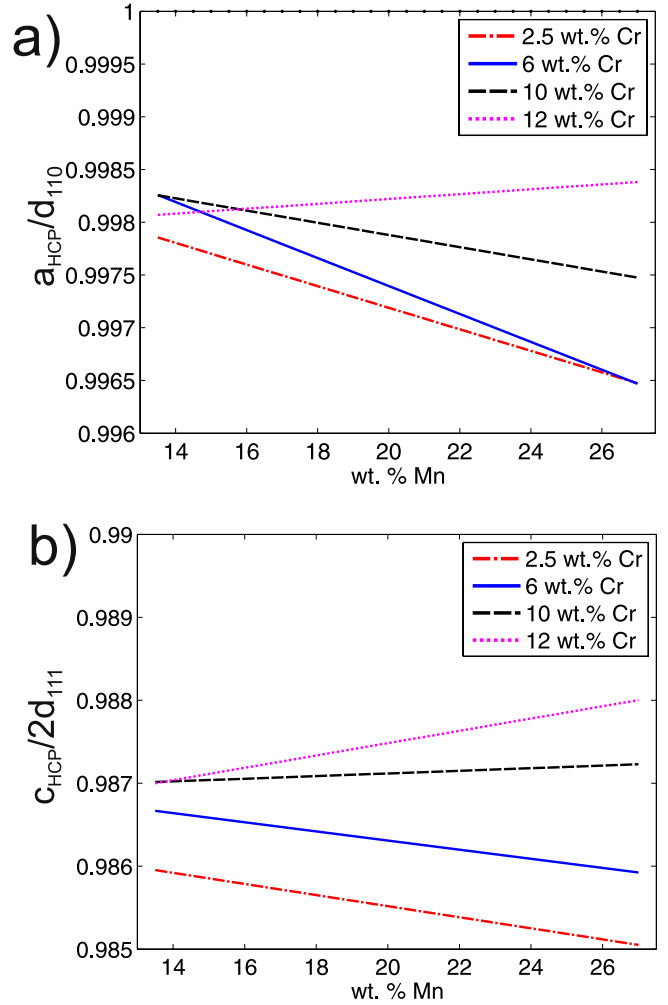 a)
1
0.9995
0.999
0.9985
0.998
0.9975
0.997
0.9965
0.996
a_HCP/d_110
2.5 wt.% Cr
6 wt.% Cr
10 wt.% Cr
12 wt.% Cr
14 16 18 20 22 24 26
wt. % Mn
b)
0.99
0.989
0.988
0.987
0.986
0.985
c_HCP/2d_111
2.5 wt.% Cr
6 wt.% Cr
10 wt.% Cr
12 wt.% Cr
14 16 18 20 22 24 26
wt. % Mn